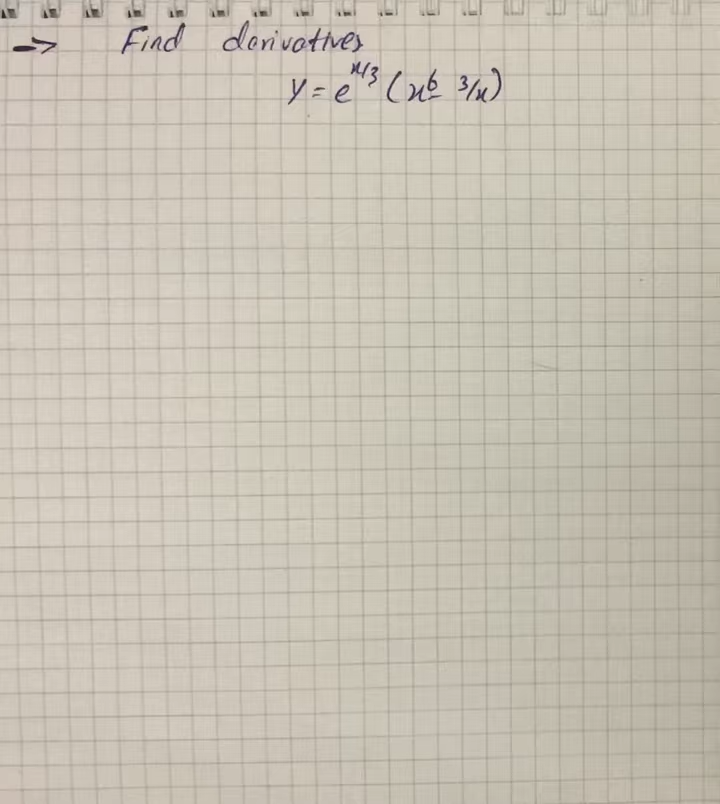 → Find derivatives
y = e^x/3 (x^6 - 3/x)